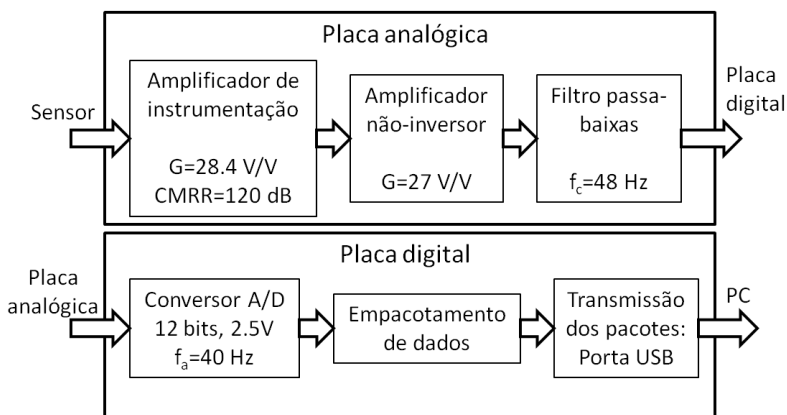 Placa analógica
Sensor
Amplificador de
instrumentação
G=28.4 V/V
CMRR=120 dB
Amplificador
não-inversor
G=27 V/V
Filtro passa-
baixas
fc=48 Hz
Placa
digital
Placa digital
Placa
analógica
Conversor A/D
12 bits, 2.5V
fa=40 Hz
Empacotamento
de dados
Transmissão
dos pacotes:
Porta USB
PC